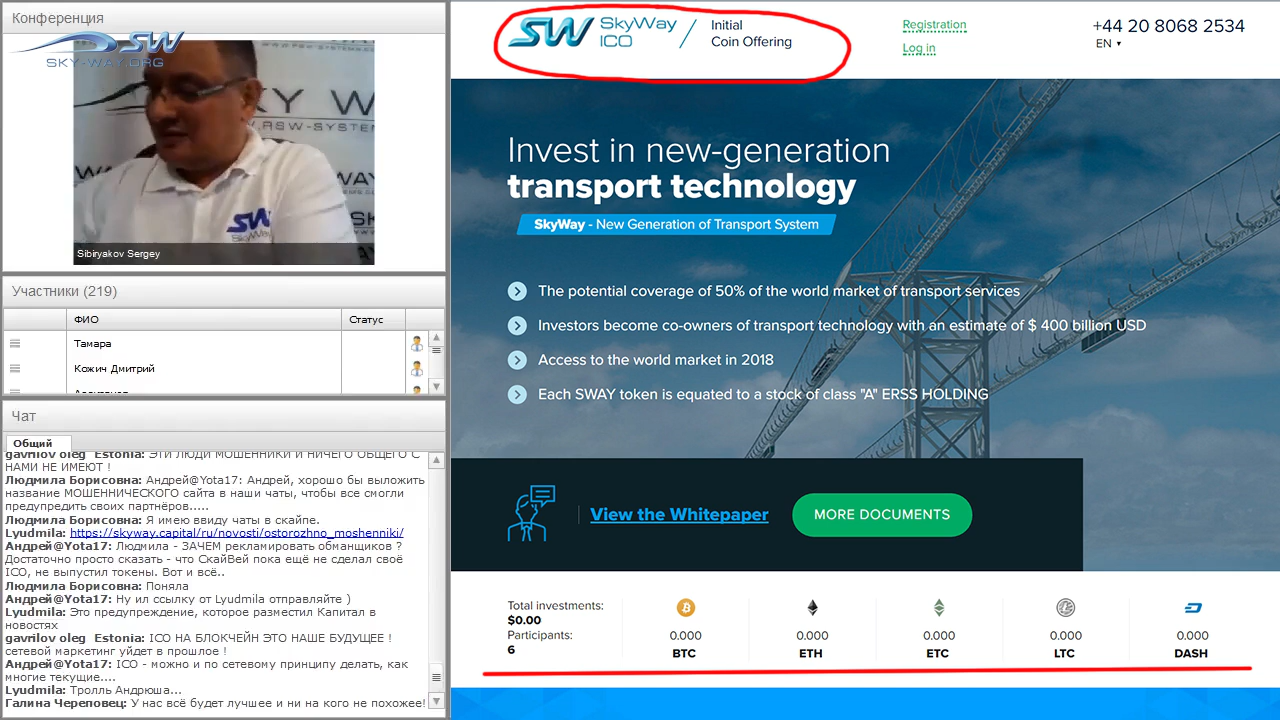 Конференция
SW
SKY-WAY.ORG
SW
SkyWay
Sibiryakov Sergey
Участники (219)
ФИО
Статус
Тамара
Кожич Дмитрий
Чат
Общий
gavrilov oleg Estonia: ЭТИ ЛЮДИ МОШЕННИКИ И НИЧЕГО ОБЩЕГО С
НАМИ НЕ ИМЕЮТ !
Людмила Борисовна: Андрей@Yota17: Андрей, хорошо бы выложить
название МОШЕННИЧЕСКОГО сайта в наши чаты, чтобы все смогли
предупредить своих партнёров.....
Людмила Борисовна: Я имею ввиду чаты в скайпе.
Lyudmila: https://skyway.capital/ru/novosti/ostorozhno_moshenniki/
Андрей@Yota17: Людмила - ЗАЧЕМ рекламировать обманщиков ?
Достаточно просто сказать - что СкайВей пока ещё не сделал своё
ICO, не выпустил токены. Вот и всё..
Людмила Борисовна: Поняла
Андрей@Yota17: Ну ил ссылку от Lyudmila отправляйте )
Lyudmila: Это предупреждение, которое разместил Капитал в
новостях
gavrilov oleg Estonia: ICO НА БЛОКЧЕЙН ЭТО НАШЕ БУДУЩЕЕ !
сетевой маркетинг уйдет в прошлое !
Андрей@Yota17: ICO - можно и по сетевому принципу делать, как
многие текущие....
Lyudmila: Тролль Андрюша...
Галина Череповец: У нас всё будет лучшее и ни на кого не похожее!
SW SkyWay
ICO
Initial
Coin Offering
Registration
Log in
+44 20 8068 2534
EN
Invest in new-generation
transport technology
SkyWay - New Generation of Transport System
The potential coverage of 50% of the world market of transport services
Investors become co-owners of transport technology with an estimate of $ 400 billion USD
Access to the world market in 2018
Each SWAY token is equated to a stock of class "A" ERSS HOLDING
View the Whitepaper
MORE DOCUMENTS
Total investments:
$0.00
Participants:
6
0.000
BTC
0.000
ETH
0.000
ETC
0.000
LTC
0.000
DASH